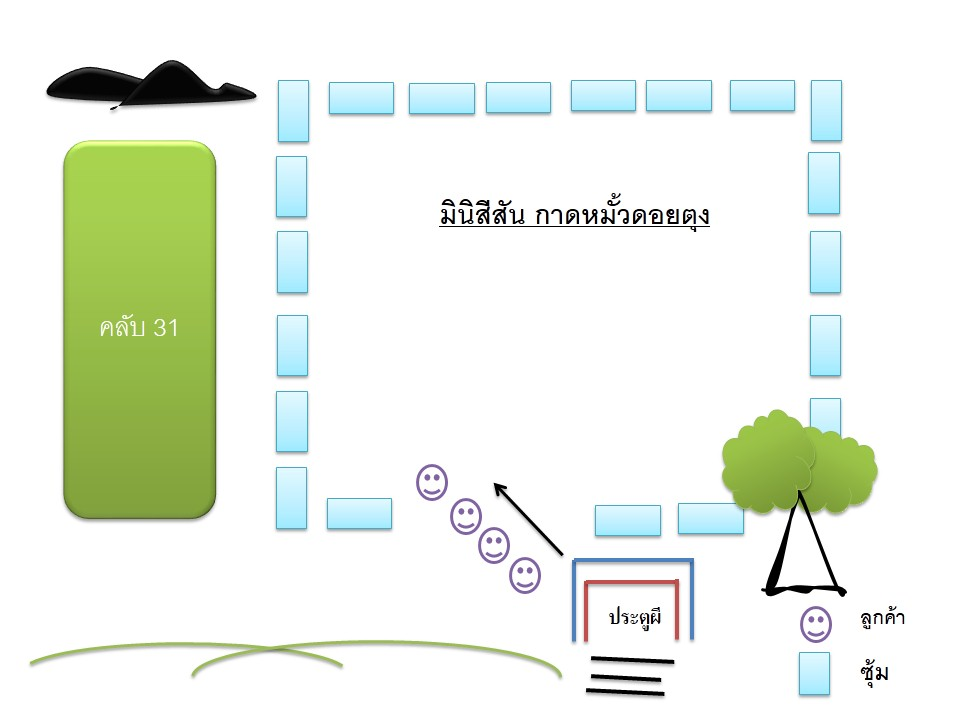 มินิสีสัน กาดหมั้วดอยตุง
คลับ 31
ประตูผี
ลูกค้า
ซุ้ม